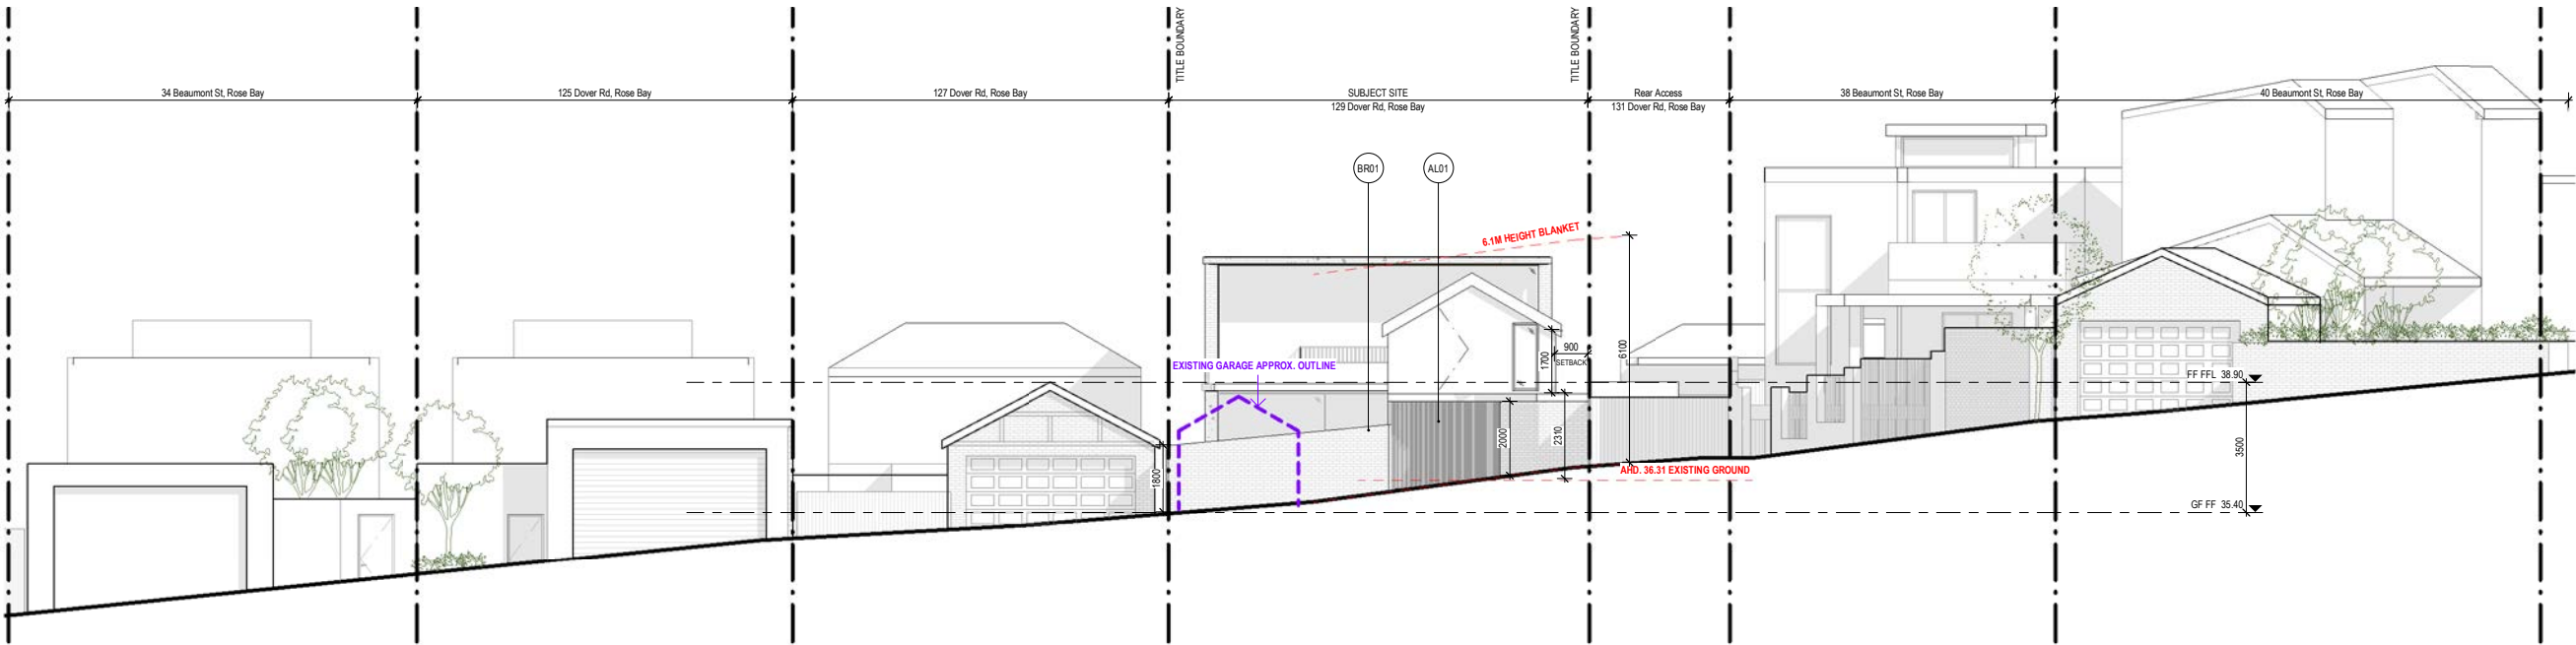 TITLE BOUNDARY
TITLE BOUNDARY
34 Beaumont St, Rose Bay
125 Dover Rd, Rose Bay
127 Dover Rd, Rose Bay
SUBJECT SITE
129 Dover Rd, Rose Bay
Rear Access
131 Dover Rd, Rose Bay
38 Beaumont St, Rose Bay
40 Beaumont St, Rose Bay
BR01
AL01
6.1M HEIGHT BLANKET
EXISTING GARAGE APPROX. OUTLINE
1700
900
SETBACK
6100
FF FFL 38.90
1800
2000
2310
3500
AHD. 36.31 EXISTING GROUND
GF FF 35.40